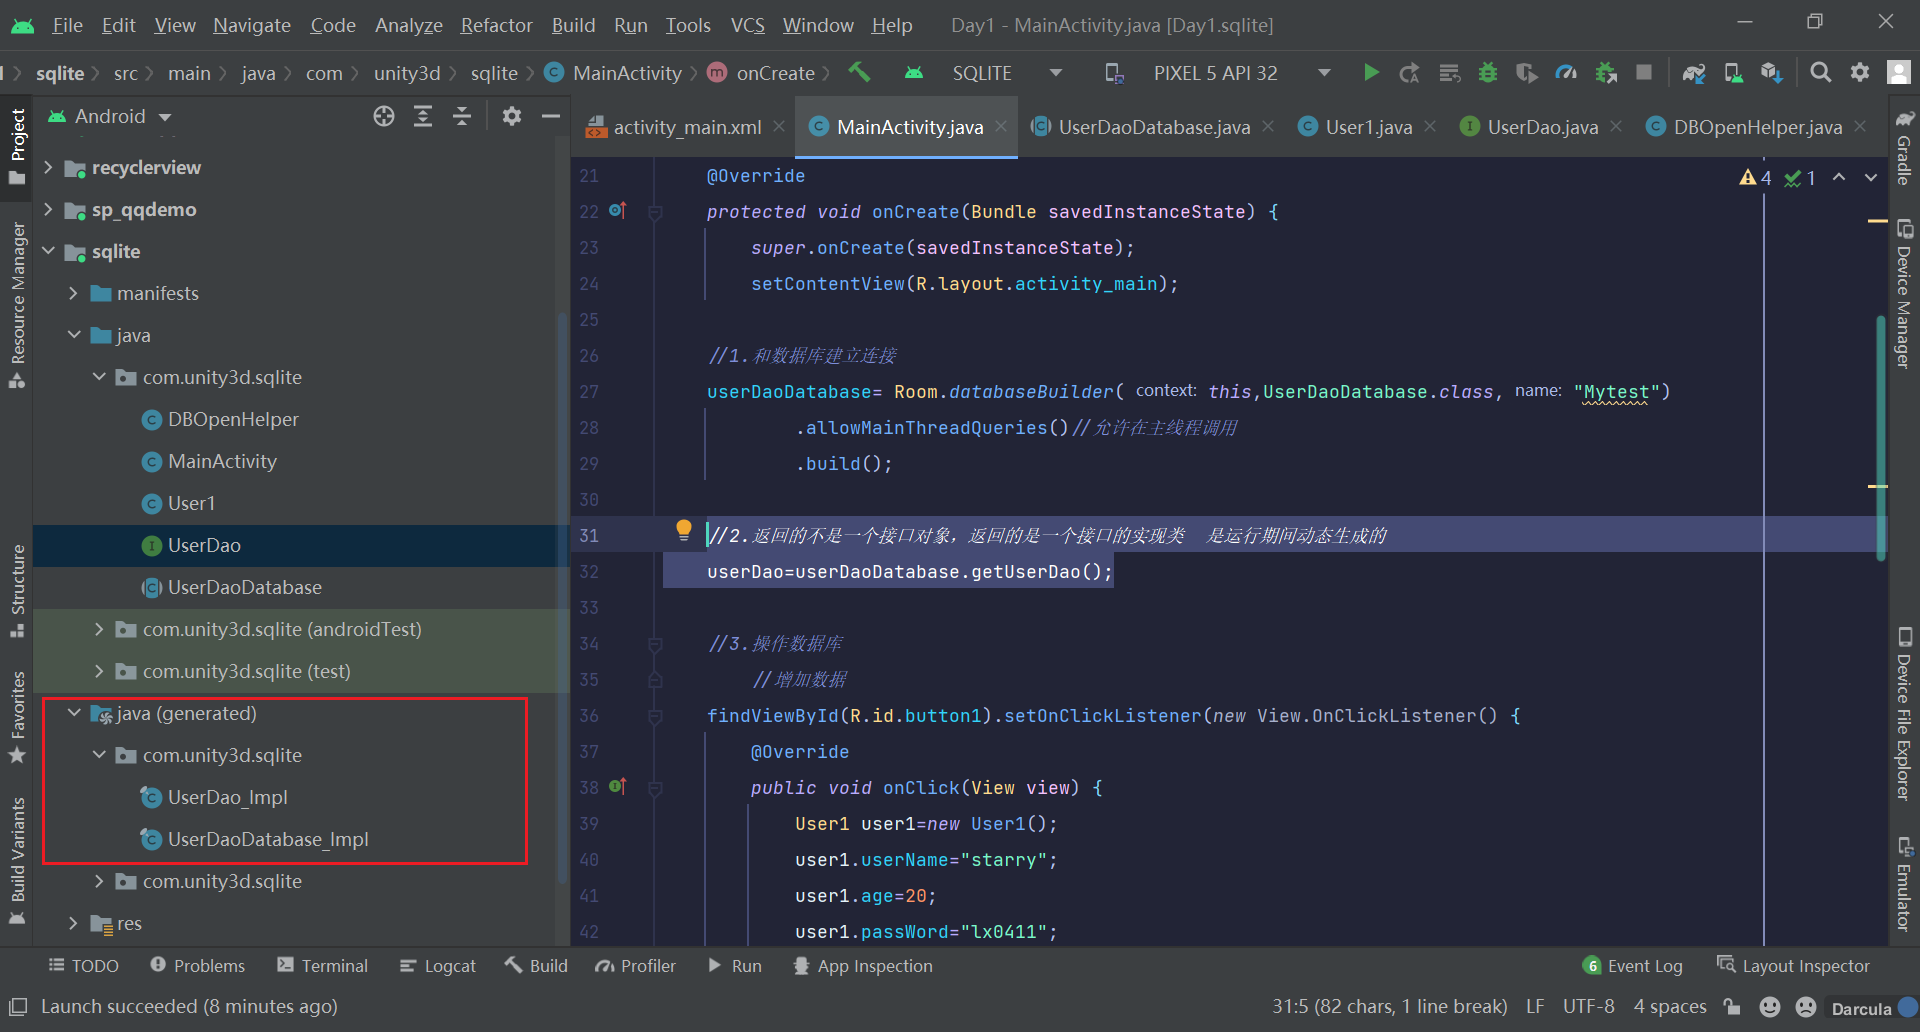 File Edit View Navigate Code Analyze Refactor Build Run Tools VCS Window Help Day1 - MainActivity.java [Day1.sqlite]
sqlite src main java com unity3d sqlite MainActivity onCreate SQLITE PIXEL 5 API 32
Android
activity_main.xml MainActivity.java UserDaoDatabase.java User1.java UserDao.java DBOpenHelper.java
Project
Resource Manager
Structure
Favorites
Build Variants
recyclerview
sp_qqdemo
sqlite
manifests
java
com.unity3d.sqlite
DBOpenHelper
MainActivity
User1
UserDao
UserDaoDatabase
com.unity3d.sqlite (androidTest)
com.unity3d.sqlite (test)
java (generated)
com.unity3d.sqlite
UserDao_Impl
UserDaoDatabase_Impl
com.unity3d.sqlite
res
4 1
21 @Override
22 protected void onCreate(Bundle savedInstanceState) {
23 super.onCreate(savedInstanceState);
24 setContentView(R.layout.activity_main);
25
26 //1.和数据库建立连接
27 userDaoDatabase= Room.databaseBuilder( context: this,UserDaoDatabase.class, name: "Mytest")
28 .allowMainThreadQueries()//允许在主线程调用
29 .build();
30
31 //2.返回的不是一个接口对象，返回的是一个接口的实现类 是运行期间动态生成的
32 userDao=userDaoDatabase.getUserDao();
33
34 //3.操作数据库
35 //增加数据
36 findViewById(R.id.button1).setOnClickListener(new View.OnClickListener() {
37 @Override
38 public void onClick(View view) {
39 User1 user1=new User1();
40 user1.userName="starry";
41 user1.age=20;
42 user1.passWord="lx0411";
Gradle
Device Manager
Device File Explorer
Emulator
TODO Problems Terminal Logcat Build Profiler Run App Inspection 6 Event Log Layout Inspector
Launch succeeded (8 minutes ago) 31:5 (82 chars, 1 line break) LF UTF-8 4 spaces Darcula